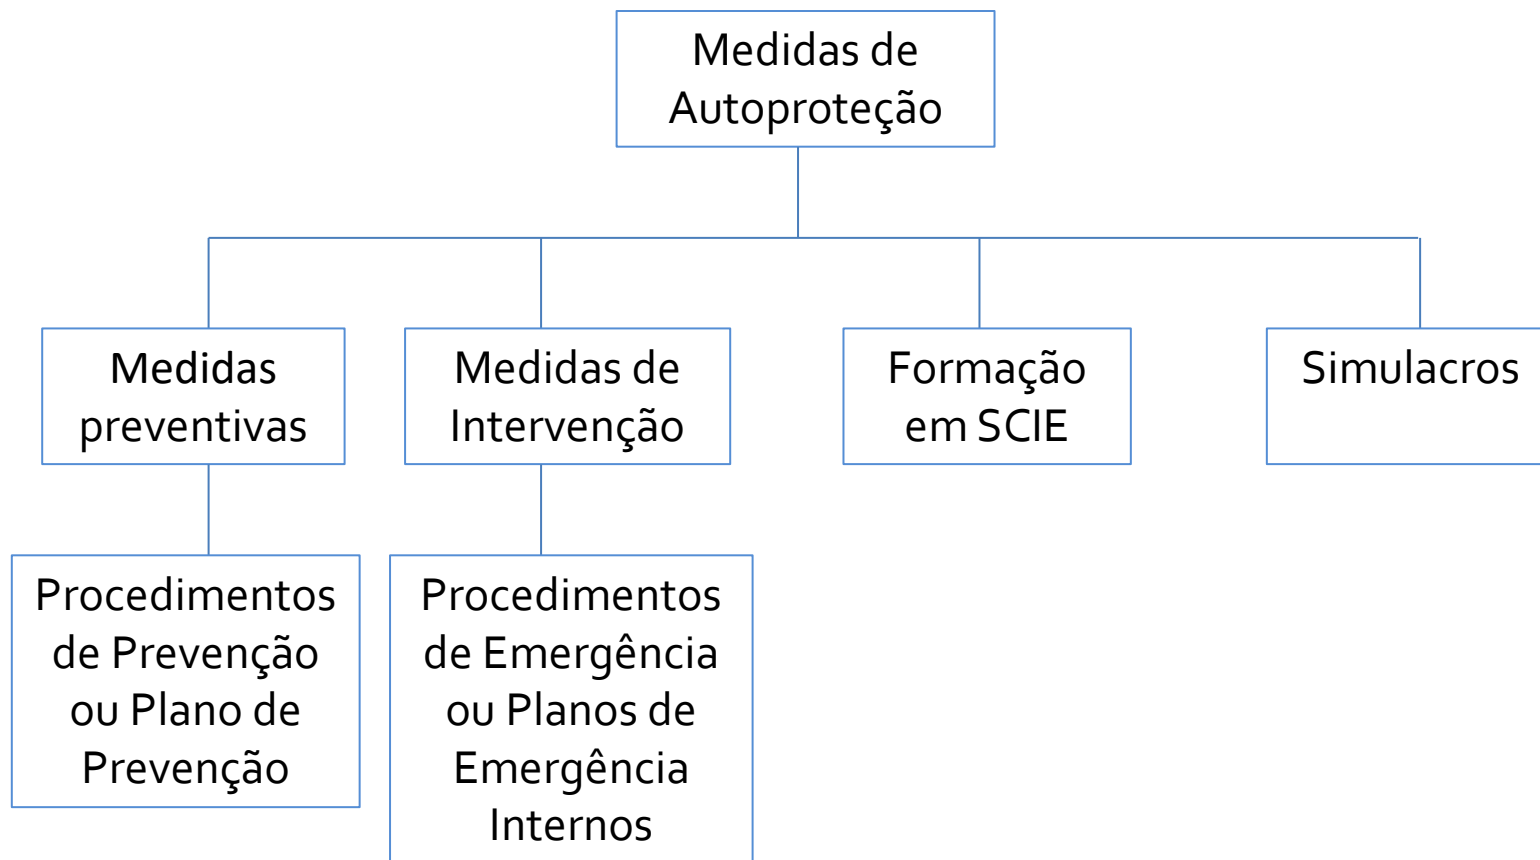 Medidas de
Autoproteção
Medidas
preventivas
Medidas de
Intervenção
Formação
em SCIE
Simulacros
Procedimentos
de Prevenção
ou Plano de
Prevenção
Procedimentos
de Emergência
ou Planos de
Emergência
Internos